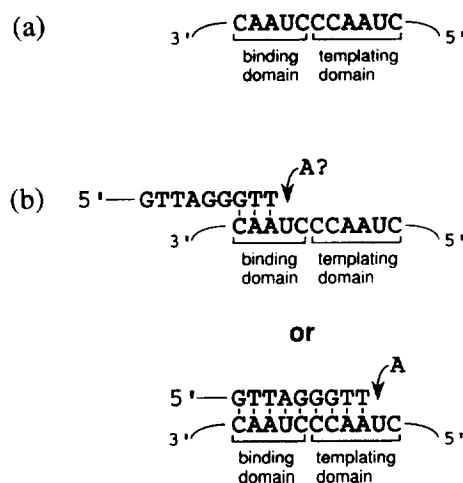 (a)
3' CAAUCCCAAUC 5'
binding templating
domain domain
(b)
A?
5'—GTTAGGGTT
3' CAAUCCCAAUC 5'
binding templating
domain domain
or
A
5'—GTTAGGGTT
3' CAAUCCCAAUC 5'
binding templating
domain domain